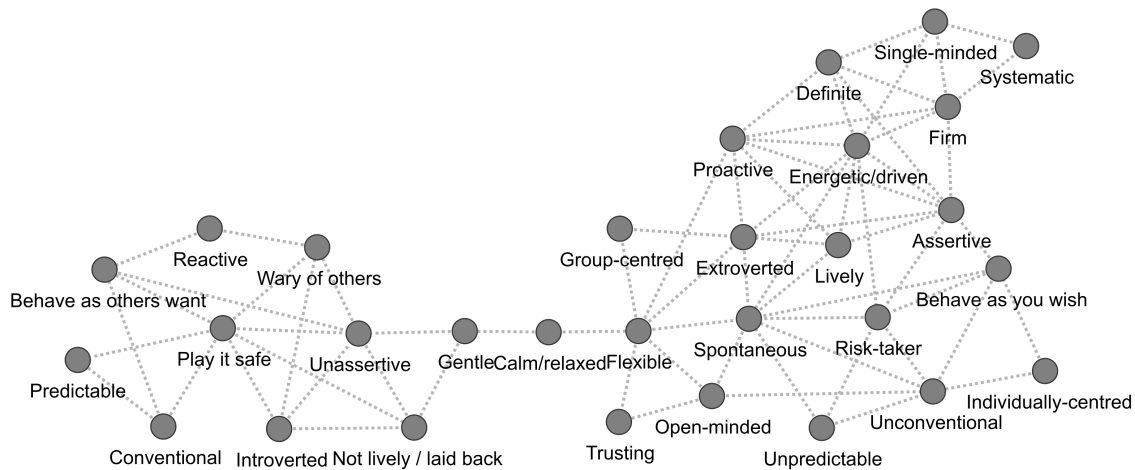 Single-minded
Systematic
Definite
Firm
Proactive
Energetic/driven
Assertive
Group-centred
Extroverted
Lively
Reactive
Wary of others
Behave as others want
Behave as you wish
Play it safe
Unassertive
Gentle
Calm/relaxed
Flexible
Spontaneous
Risk-taker
Predictable
Individually-centred
Conventional
Introverted
Not lively / laid back
Trusting
Open-minded
Unpredictable
Unconventional